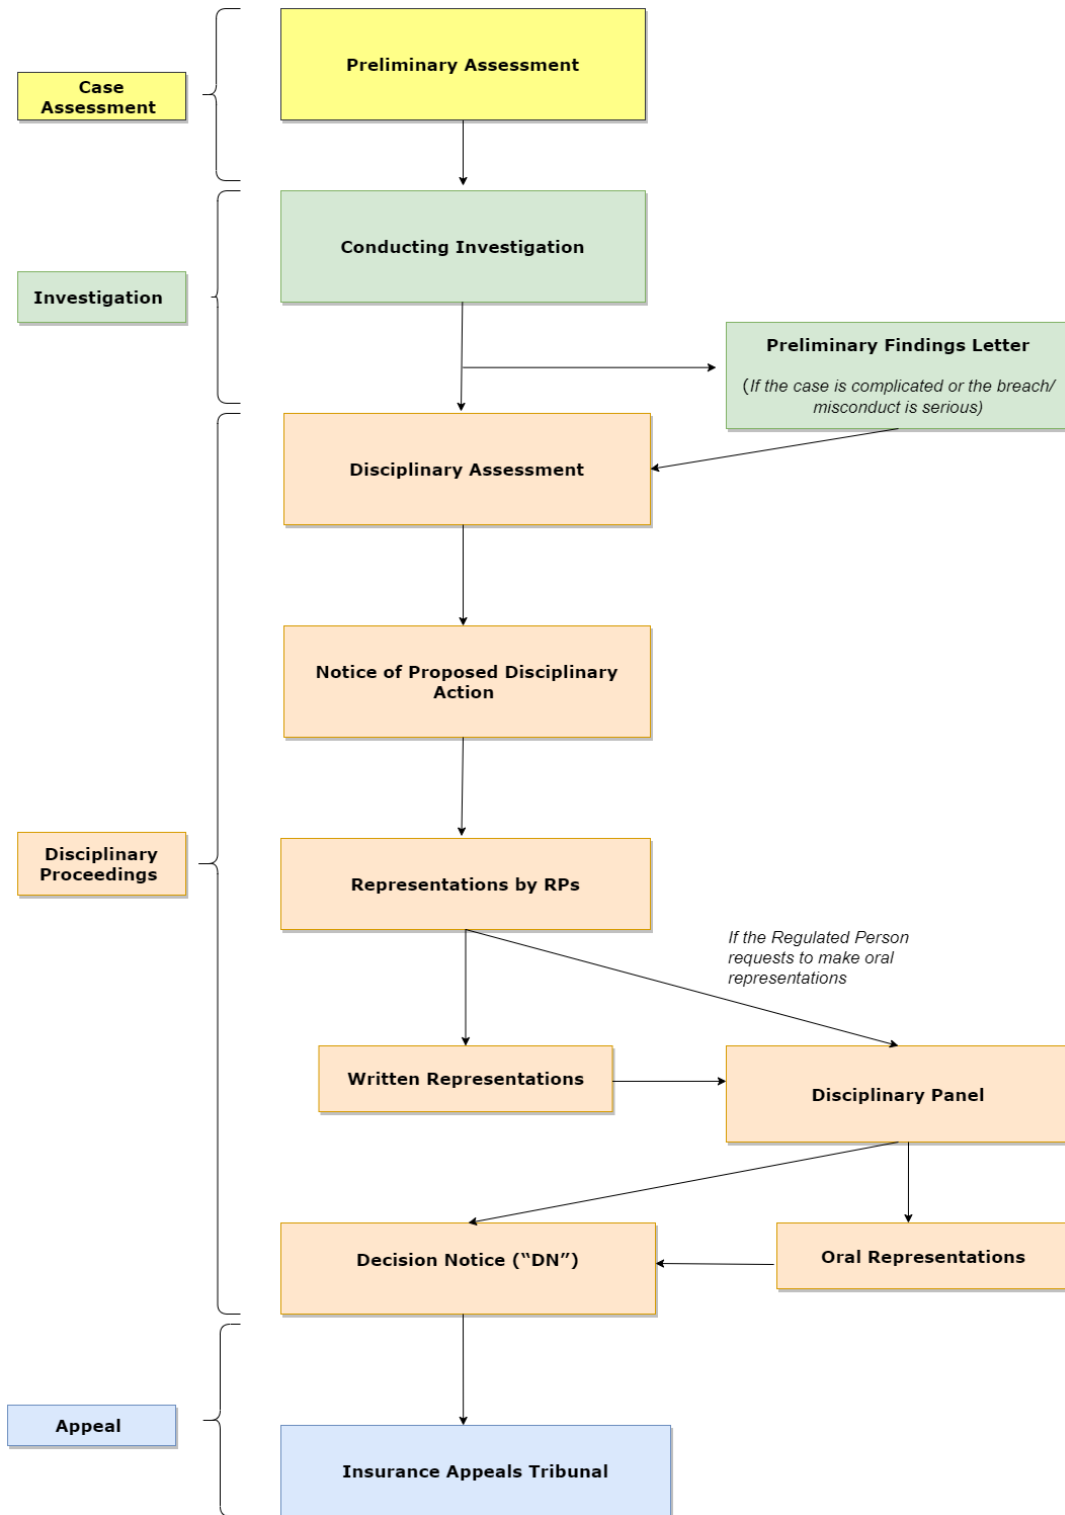 Preliminary Assessment
Case
Assessment
Conducting Investigation
Investigation
Preliminary Findings Letter
(If the case is complicated or the breach/
misconduct is serious)
Disciplinary Assessment
Notice of Proposed Disciplinary
Action
Disciplinary
Proceedings
Representations by RPs
If the Regulated Person
requests to make oral
representations
Written Representations
Disciplinary Panel
Decision Notice (“DN”)
Oral Representations
Appeal
Insurance Appeals Tribunal